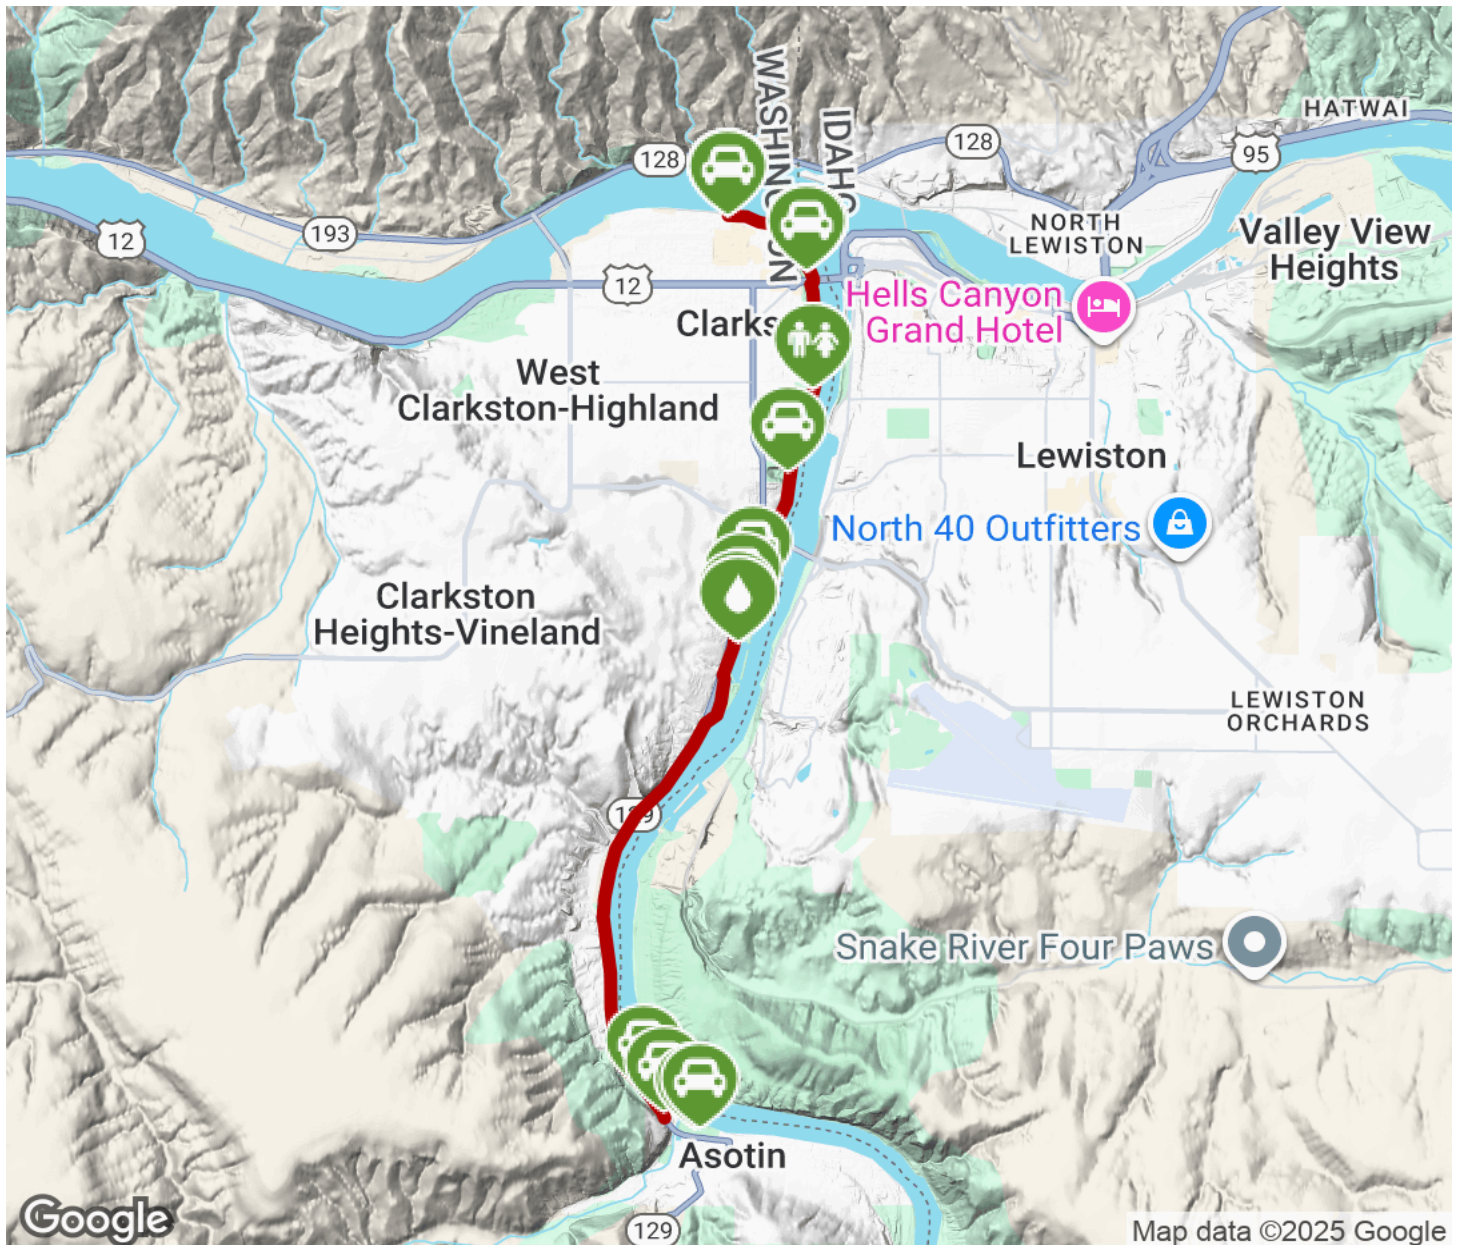 WASHINGTON
IDAHO
HATWAI
128
128
95
12
193
NORTH
LEWISTON
Valley View
Heights
12
Hells Canyon
Grand Hotel
Clarks
West
Clarkston-Highland
Lewiston
North 40 Outfitters
Clarkston
Heights-Vineland
LEWISTON
ORCHARDS
129
Snake River Four Paws
Asotin
129
Google
Map data ©2025 Google